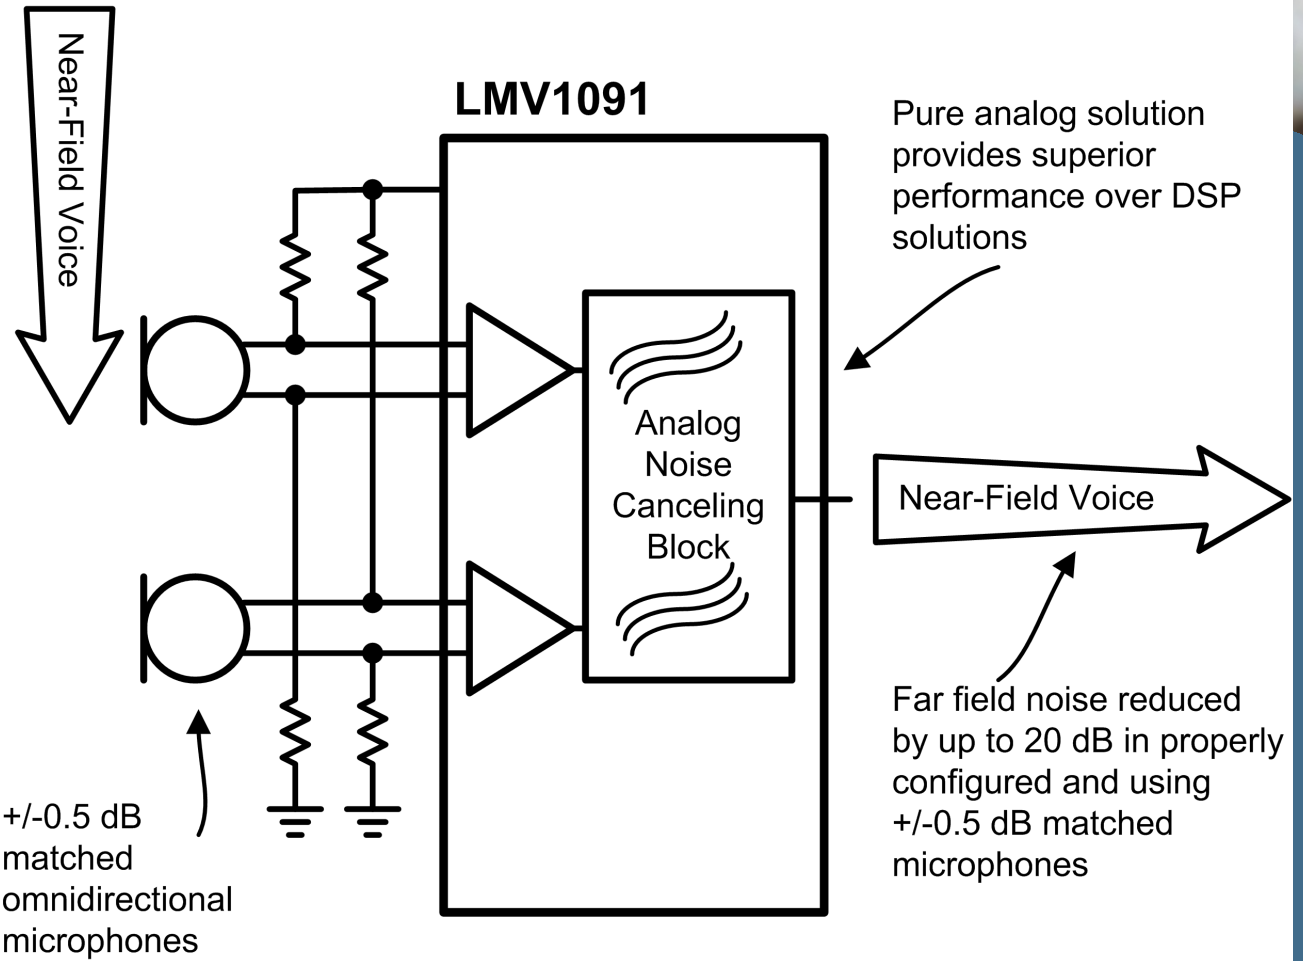 Near-Field Voice
LMV1091
Pure analog solution
provides superior
performance over DSP
solutions
Analog
Noise
Canceling
Block
Near-Field Voice
Far field noise reduced
by up to 20 dB in properly
configured and using
+/-0.5 dB matched
microphones
+/-0.5 dB
matched
omnidirectional
microphones